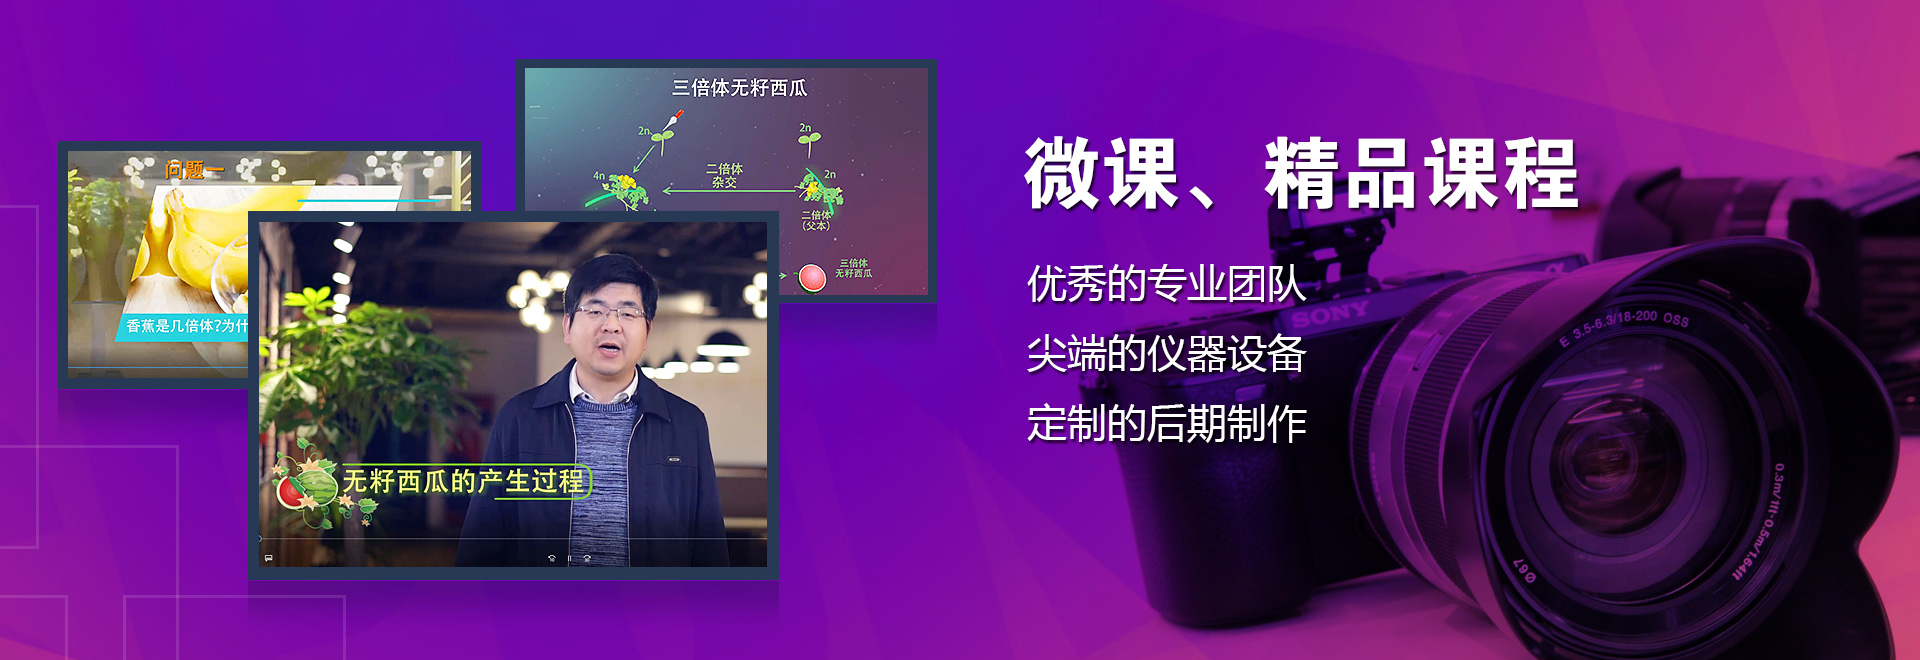 三倍体无籽西瓜
2n
2n
4n
二倍体
杂交
2n
二倍体
(父本)
三倍体
无籽西瓜
问题一
香蕉是几倍体?为什
无籽西瓜的产生过程
微课、精品课程
优秀的专业团队
尖端的仪器设备
定制的后期制作
SONY
α
E 3.5-6.3/18-200 OSS
0.3m/1ft-0.5m/1.64ft
Ø67